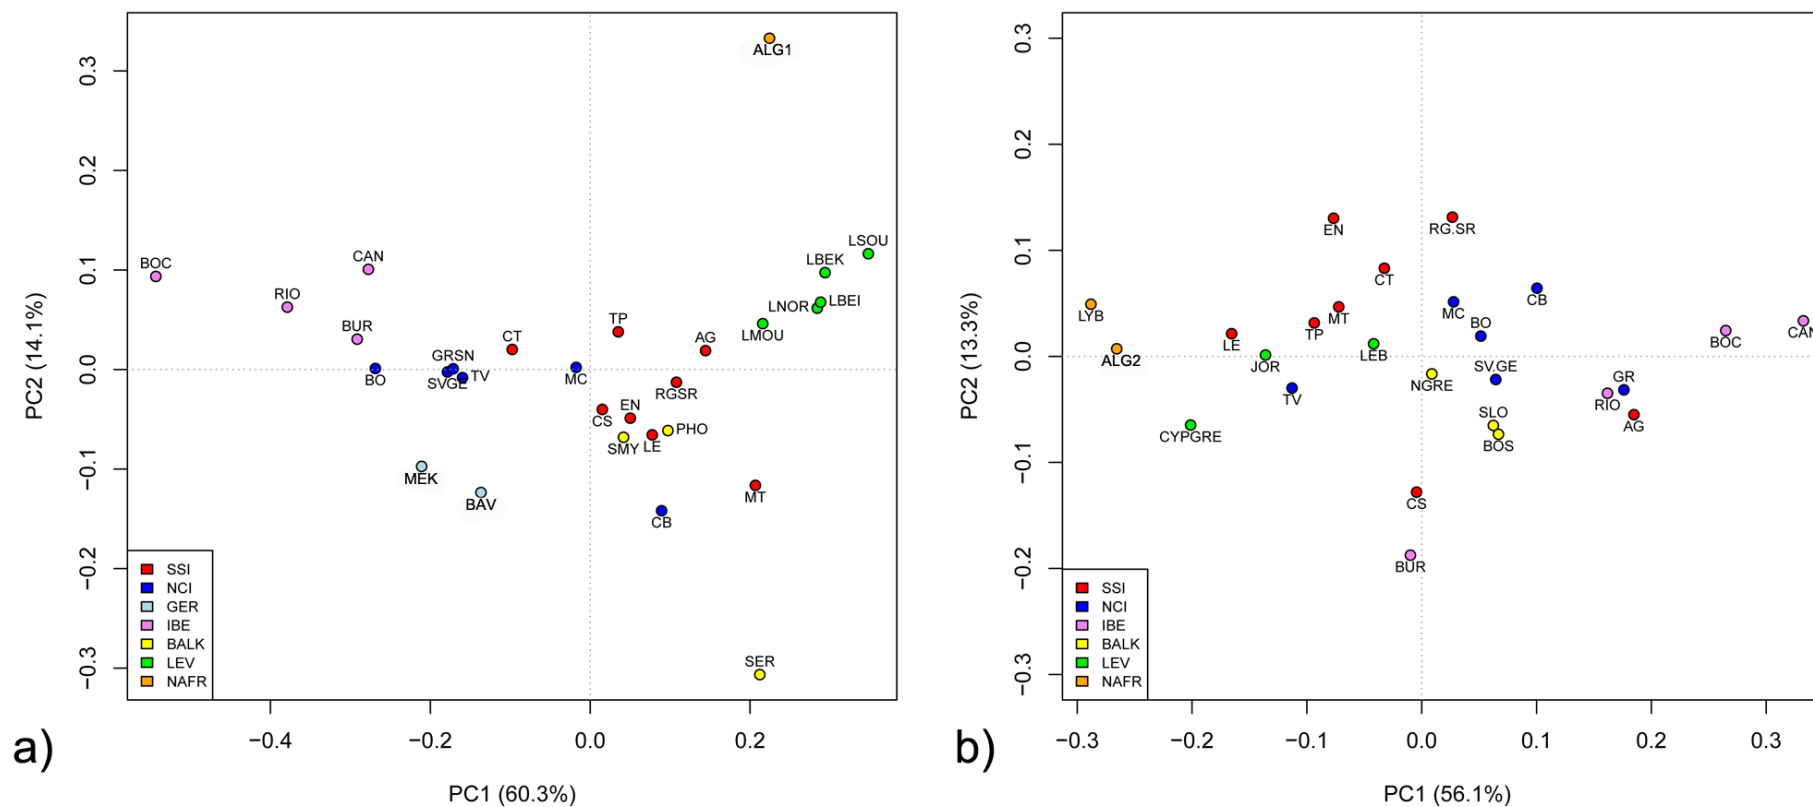 ALG1
LSOU
BOC
CAN
LBEK
RIO
LNOR
LBEI
BUR
TP
LMOU
CT
AG
GRSN
BO
SVGE
TV
MC
RGSR
EN
CS
PHO
SMY
LE
MEK
BAV
MT
CB
SER
SSI
NCI
GER
IBE
BALK
LEV
NAFR
0.3
0.2
0.1
0.0
−0.1
−0.2
−0.3
PC2 (14.1%)
−0.4
−0.2
0.0
0.2
PC1 (60.3%)
a)
EN
RG.SR
CT
CB
LYB
MC
MT
BO
TP
CAN
LE
BOC
LEB
ALG2
JOR
SV.GE
NGRE
GR
TV
RIO
SLO
AG
CYPGRE
BOS
CS
BUR
SSI
NCI
IBE
BALK
LEV
NAFR
0.3
0.2
0.1
0.0
−0.1
−0.2
−0.3
PC2 (13.3%)
−0.3
−0.2
−0.1
0.0
0.1
0.2
0.3
PC1 (56.1%)
b)